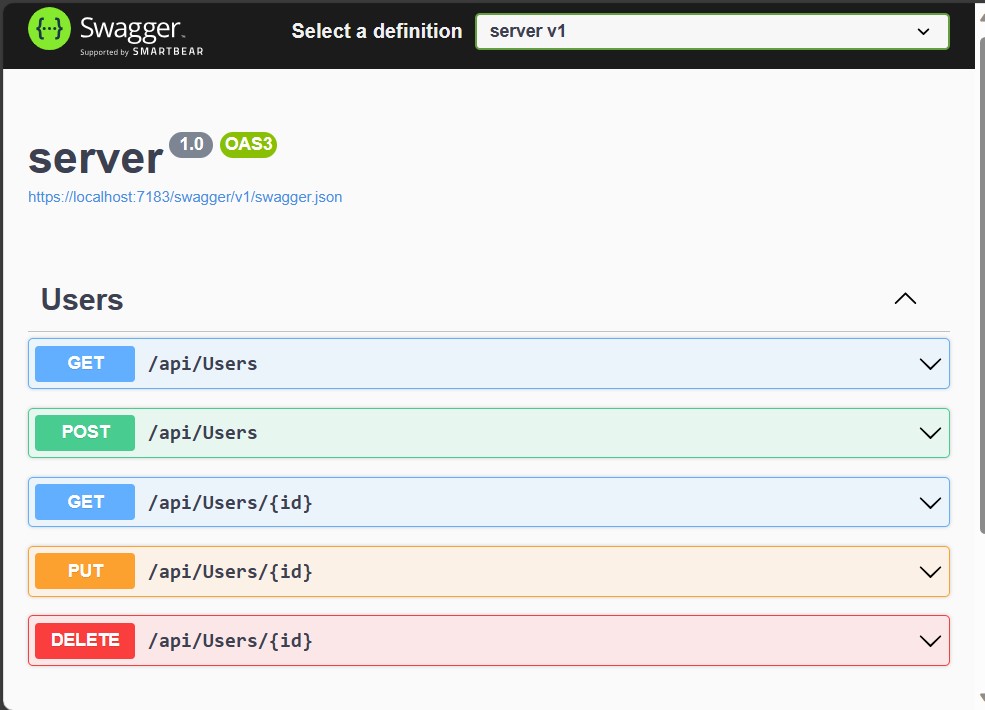 {...} Swagger™ Select a definition server v1
Supported by SMARTBEAR
server 1.0 OAS3
https://localhost:7183/swagger/v1/swagger.json
Users
GET /api/Users
POST /api/Users
GET /api/Users/{id}
PUT /api/Users/{id}
DELETE /api/Users/{id}